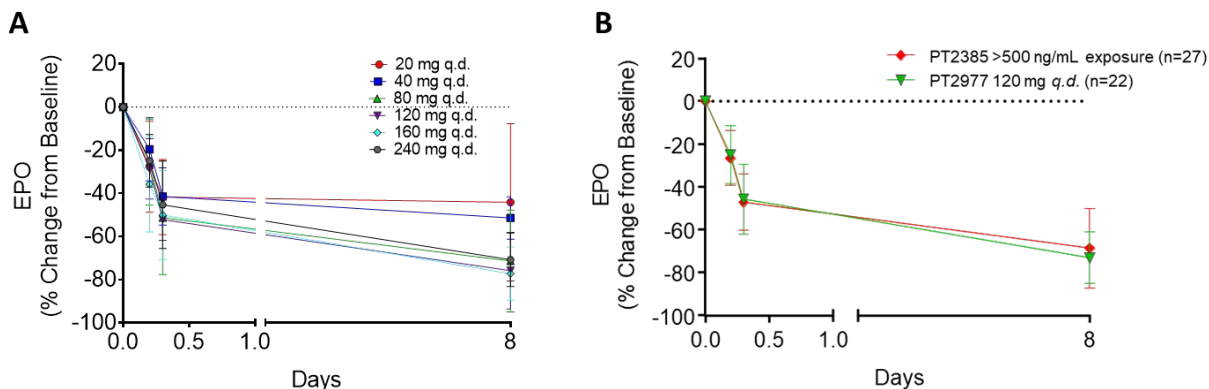 A
EPO
(% Change from Baseline)
20
0
-20
-40
-60
-80
-100
0.0
0.5
1.0
8
Days
20 mg q.d.
40 mg q.d.
80 mg q.d.
120 mg q.d.
160 mg q.d.
240 mg q.d.
B
EPO
(% Change from Baseline)
20
0
-20
-40
-60
-80
-100
0.0
0.5
1.0
8
Days
PT2385 >500 ng/mL exposure (n=27)
PT2977 120 mg q.d. (n=22)